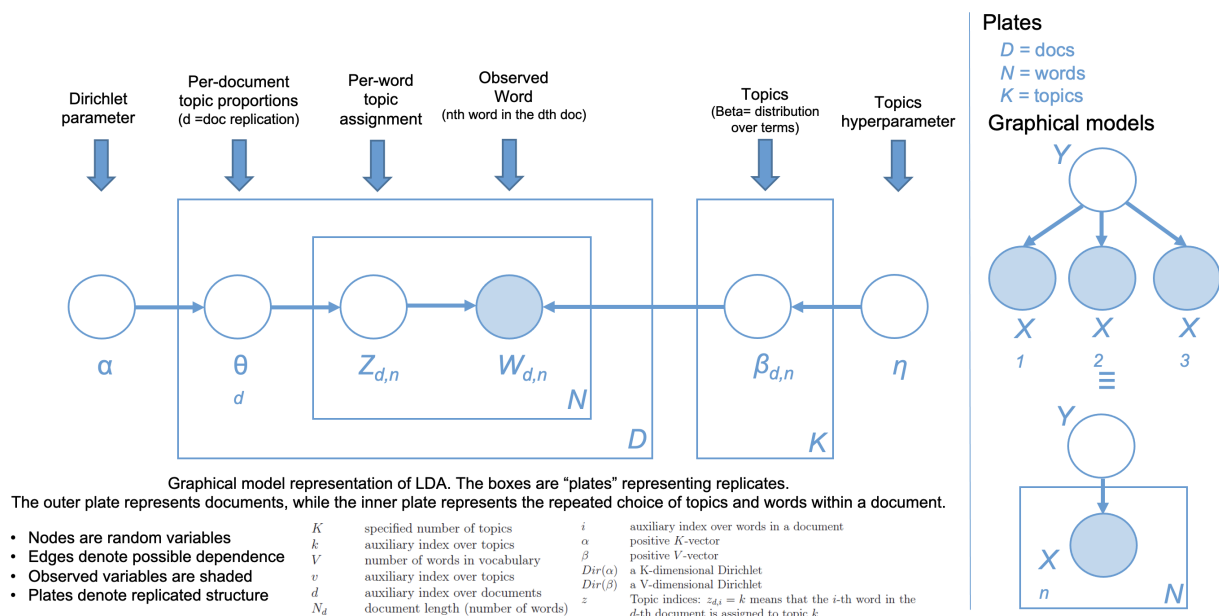 Dirichlet
parameter
Per-document
topic proportions
(d =doc replication)
Per-word
topic
assignment
Observed
Word
(nth word in the dth doc)
Topics
(Beta= distribution
over terms)
Topics
hyperparameter
α
θ
d
Z d,n
W d,n
N
D
β d,n
K
η
Graphical model representation of LDA. The boxes are “plates” representing replicates.
The outer plate represents documents, while the inner plate represents the repeated choice of topics and words within a document.
• Nodes are random variables
• Edges denote possible dependence
• Observed variables are shaded
• Plates denote replicated structure
K specified number of topics
k auxiliary index over topics
V number of words in vocabulary
v auxiliary index over topics
d auxiliary index over documents
N_d document length (number of words)
i auxiliary index over words in a document
α positive K-vector
β positive V-vector
Dir(α) a K-dimensional Dirichlet
Dir(β) a V-dimensional Dirichlet
z Topic indices: z_{d,i} = k means that the i-th word in the
d-th document is assigned to topic k
Plates
D = docs
N = words
K = topics
Graphical models
Y
X X X
1 2 3
≡
Y
X
n
N